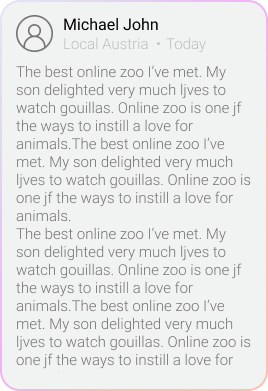 Michael John
Local Austria • Today
The best online zoo I've met. My
son delighted very much ljves to
watch gouillas. Online zoo is one jf
the ways to instill a love for
animals.The best online zoo I've
met. My son delighted very much
ljves to watch gouillas. Online zoo is
one jf the ways to instill a love for
animals.
The best online zoo I've met. My
son delighted very much ljves to
watch gouillas. Online zoo is one jf
the ways to instill a love for
animals.The best online zoo I've
met. My son delighted very much
ljves to watch gouillas. Online zoo is
one jf the ways to instill a love for